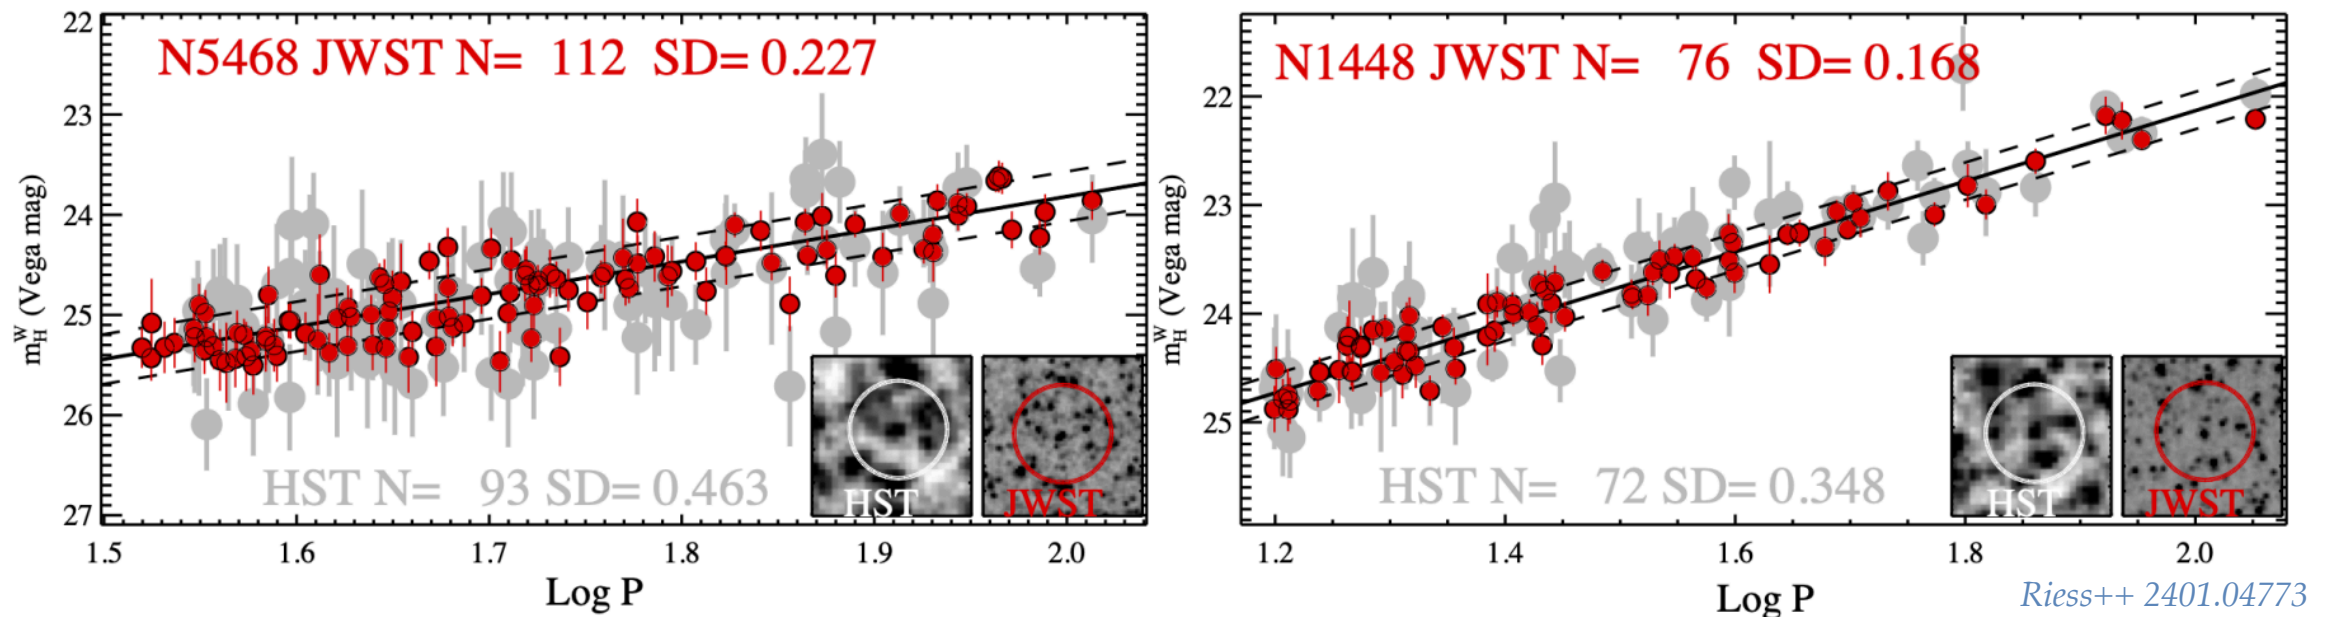 N5468 JWST N= 112 SD= 0.227
22
23
24
25
26
27
m_H^W (Vega mag)
HST N= 93 SD= 0.463
HST
JWST
1.5 1.6 1.7 1.8 1.9 2.0
Log P
N1448 JWST N= 76 SD= 0.168
22
23
24
25
m_H^W (Vega mag)
HST N= 72 SD= 0.348
HST
JWST
1.2 1.4 1.6 1.8 2.0
Log P
Riess++ 2401.04773